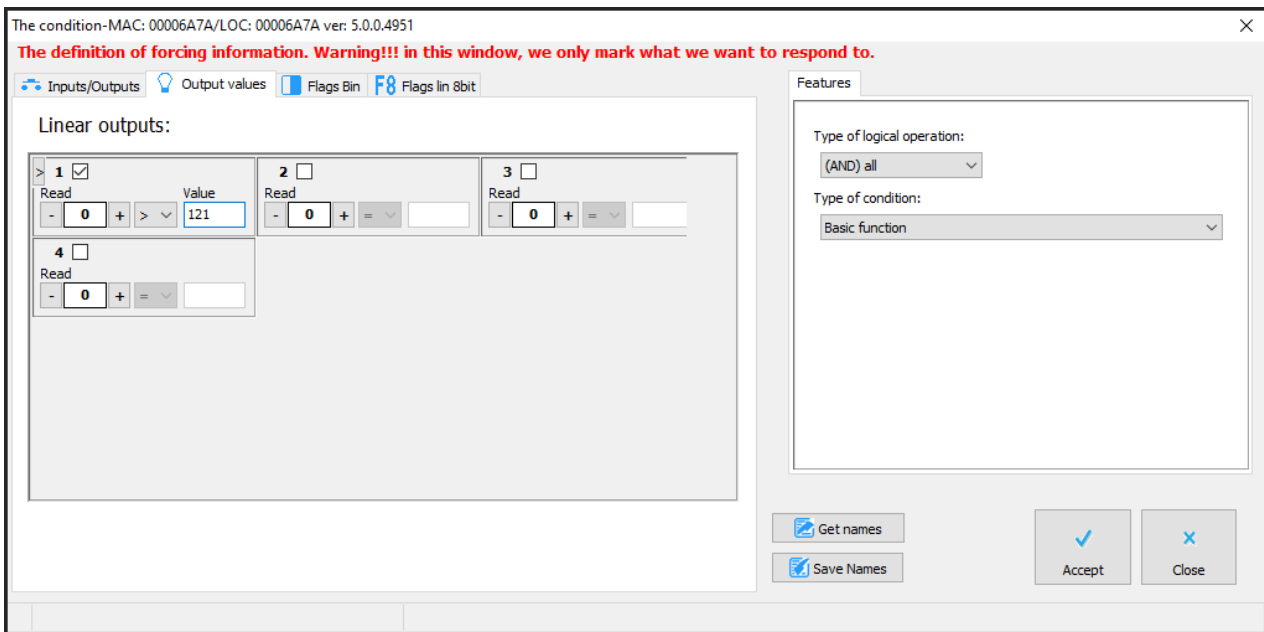 The condition-MAC: 00006A7A/LOC: 00006A7A ver: 5.0.0.4951
The definition of forcing information. Warning!!! in this window, we only mark what we want to respond to.
Inputs/Outputs Output values Flags Bin F8 Flags lin 8bit
Linear outputs:
> 1 2 3
Read Value Read Read
- 0 + > 121 - 0 + = - 0 + =
4
Read
- 0 + =
Features
Type of logical operation:
(AND) all
Type of condition:
Basic function
Get names
Save Names
Accept
Close